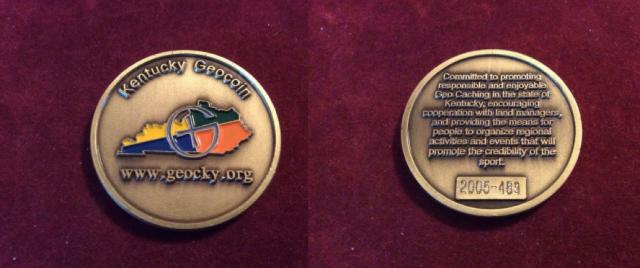 Kentucky Geocoin
www.geocky.org
Committed to promoting
responsible and enjoyable
Geo Caching in the state of
Kentucky, encouraging
cooperation with land managers,
and providing the means for
people to organize regional
activities and events that will
promote the credibility of the
sport.
2005-489